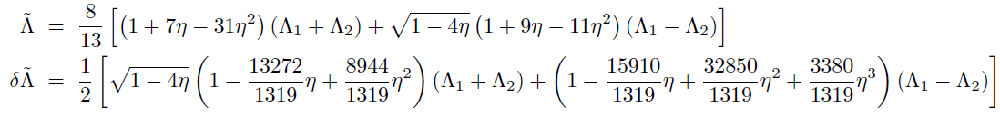 Λ̃ = 8/13 [(1 + 7η − 31η²) (Λ₁ + Λ₂) + √(1 − 4η) (1 + 9η − 11η²) (Λ₁ − Λ₂)]
δΛ̃ = 1/2 [√(1 − 4η) (1 − 13272/1319 η + 8944/1319 η²) (Λ₁ + Λ₂) + (1 − 15910/1319 η + 32850/1319 η² + 3380/1319 η³) (Λ₁ − Λ₂)]